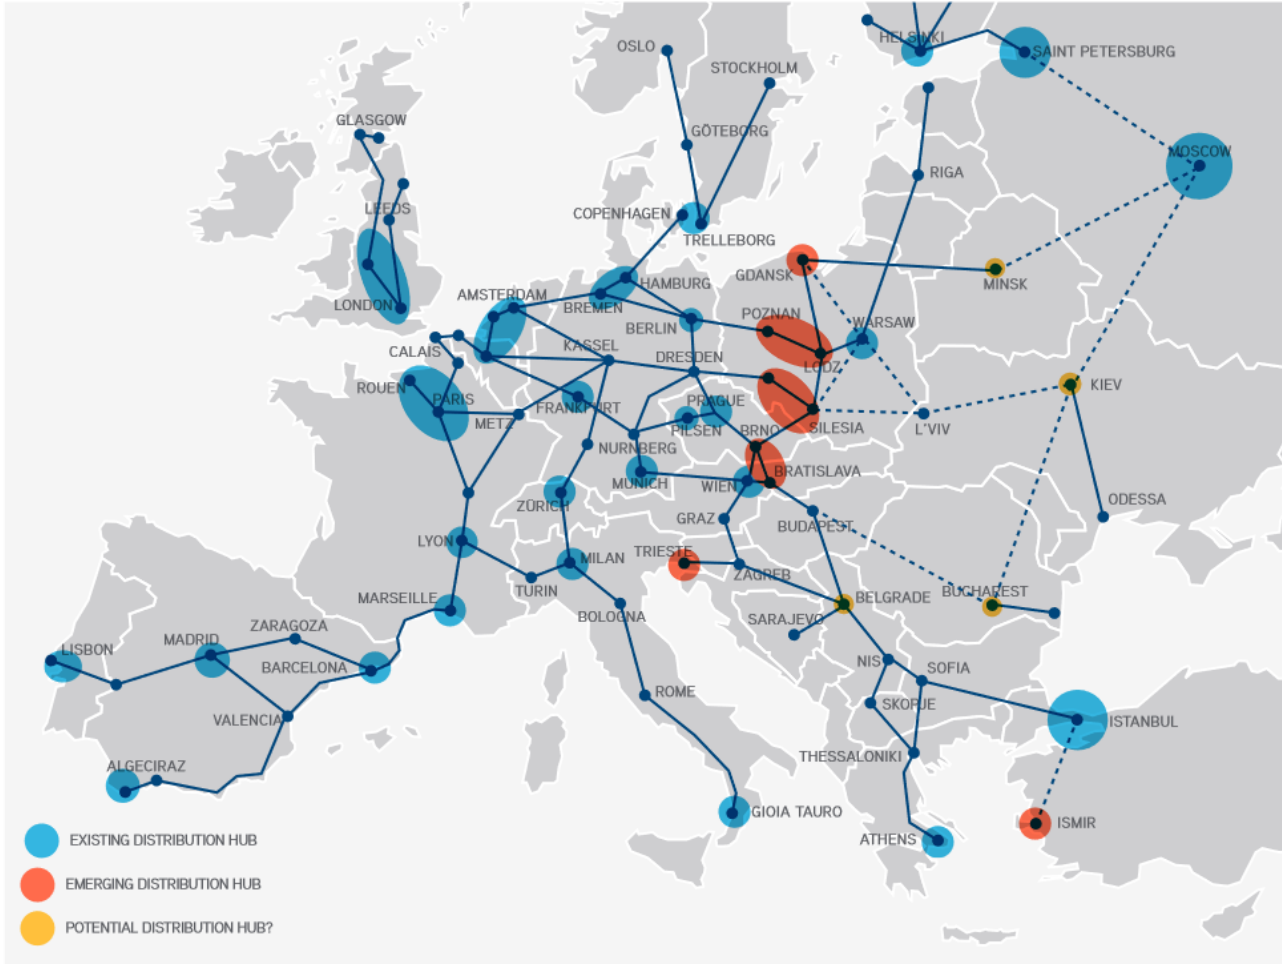 HELSINKI
OSLO
SAINT PETERSBURG
STOCKHOLM
GLASGOW
GÖTEBORG
MOSCOW
RIGA
LEEDS
COPENHAGEN
TRELLEBORG
GDANSK
HAMBURG
MINSK
AMSTERDAM
LONDON
BREMEN
POZNAN
WARSAW
BERLIN
CALAIS
KASSEL
DRESDEN
LODZ
ROUEN
KIEV
PARIS
PRAGUE
FRANKFURT
METZ
PILSEN
BRNO
SILESIA
L'VIV
NURNBERG
BRATISLAVA
MUNICH
WIEN
ODESSA
ZÜRICH
GRAZ
BUDAPEST
LYON
TRIESTE
MILAN
ZAGREB
TURIN
BUCHAREST
MARSEILLE
BELGRADE
BOLOGNA
SARAJEVO
ZARAGOZA
MADRID
LISBON
BARCELONA
NIS
SOFIA
ROME
SKOPJE
VALENCIA
ISTANBUL
THESSALONIKI
ALGECIRAZ
GIOIA TAURO
ISMIR
ATHENS
EXISTING DISTRIBUTION HUB
EMERGING DISTRIBUTION HUB
POTENTIAL DISTRIBUTION HUB?